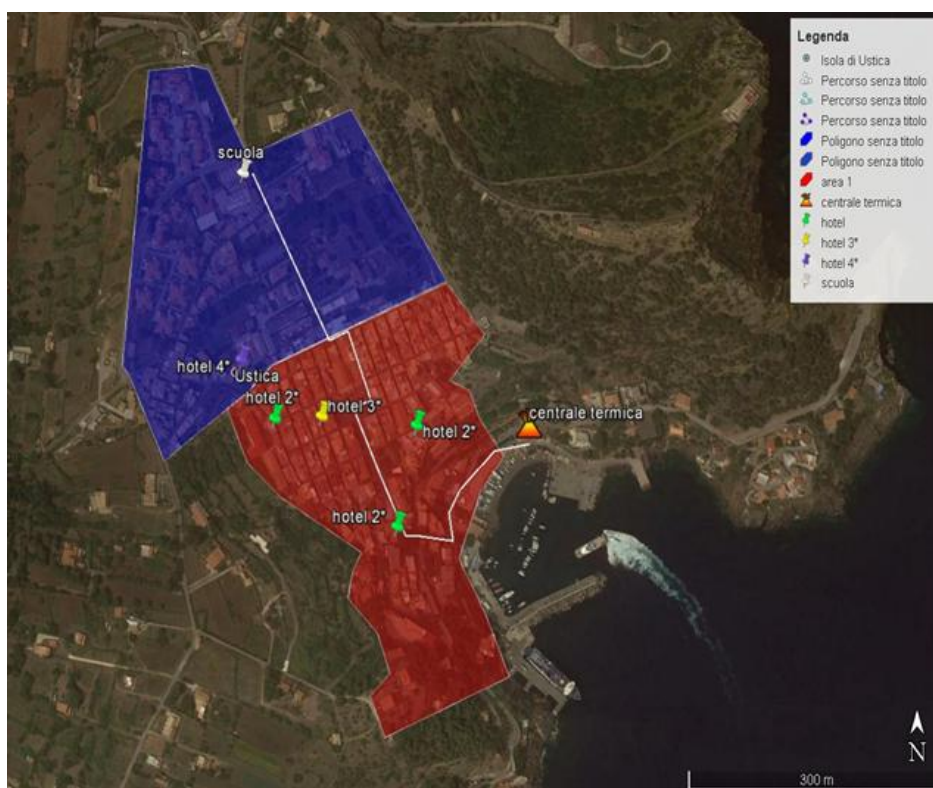 Legenda
Isola di Ustica
Percorso senza titolo
Percorso senza titolo
Percorso senza titolo
Poligono senza titolo
Poligono senza titolo
area 1
centrale termica
hotel
hotel 3*
hotel 4*
scuola
scuola
hotel 4*
Ustica
hotel 2*
hotel 3*
hotel 2*
centrale termica
hotel 2*
N
300 m